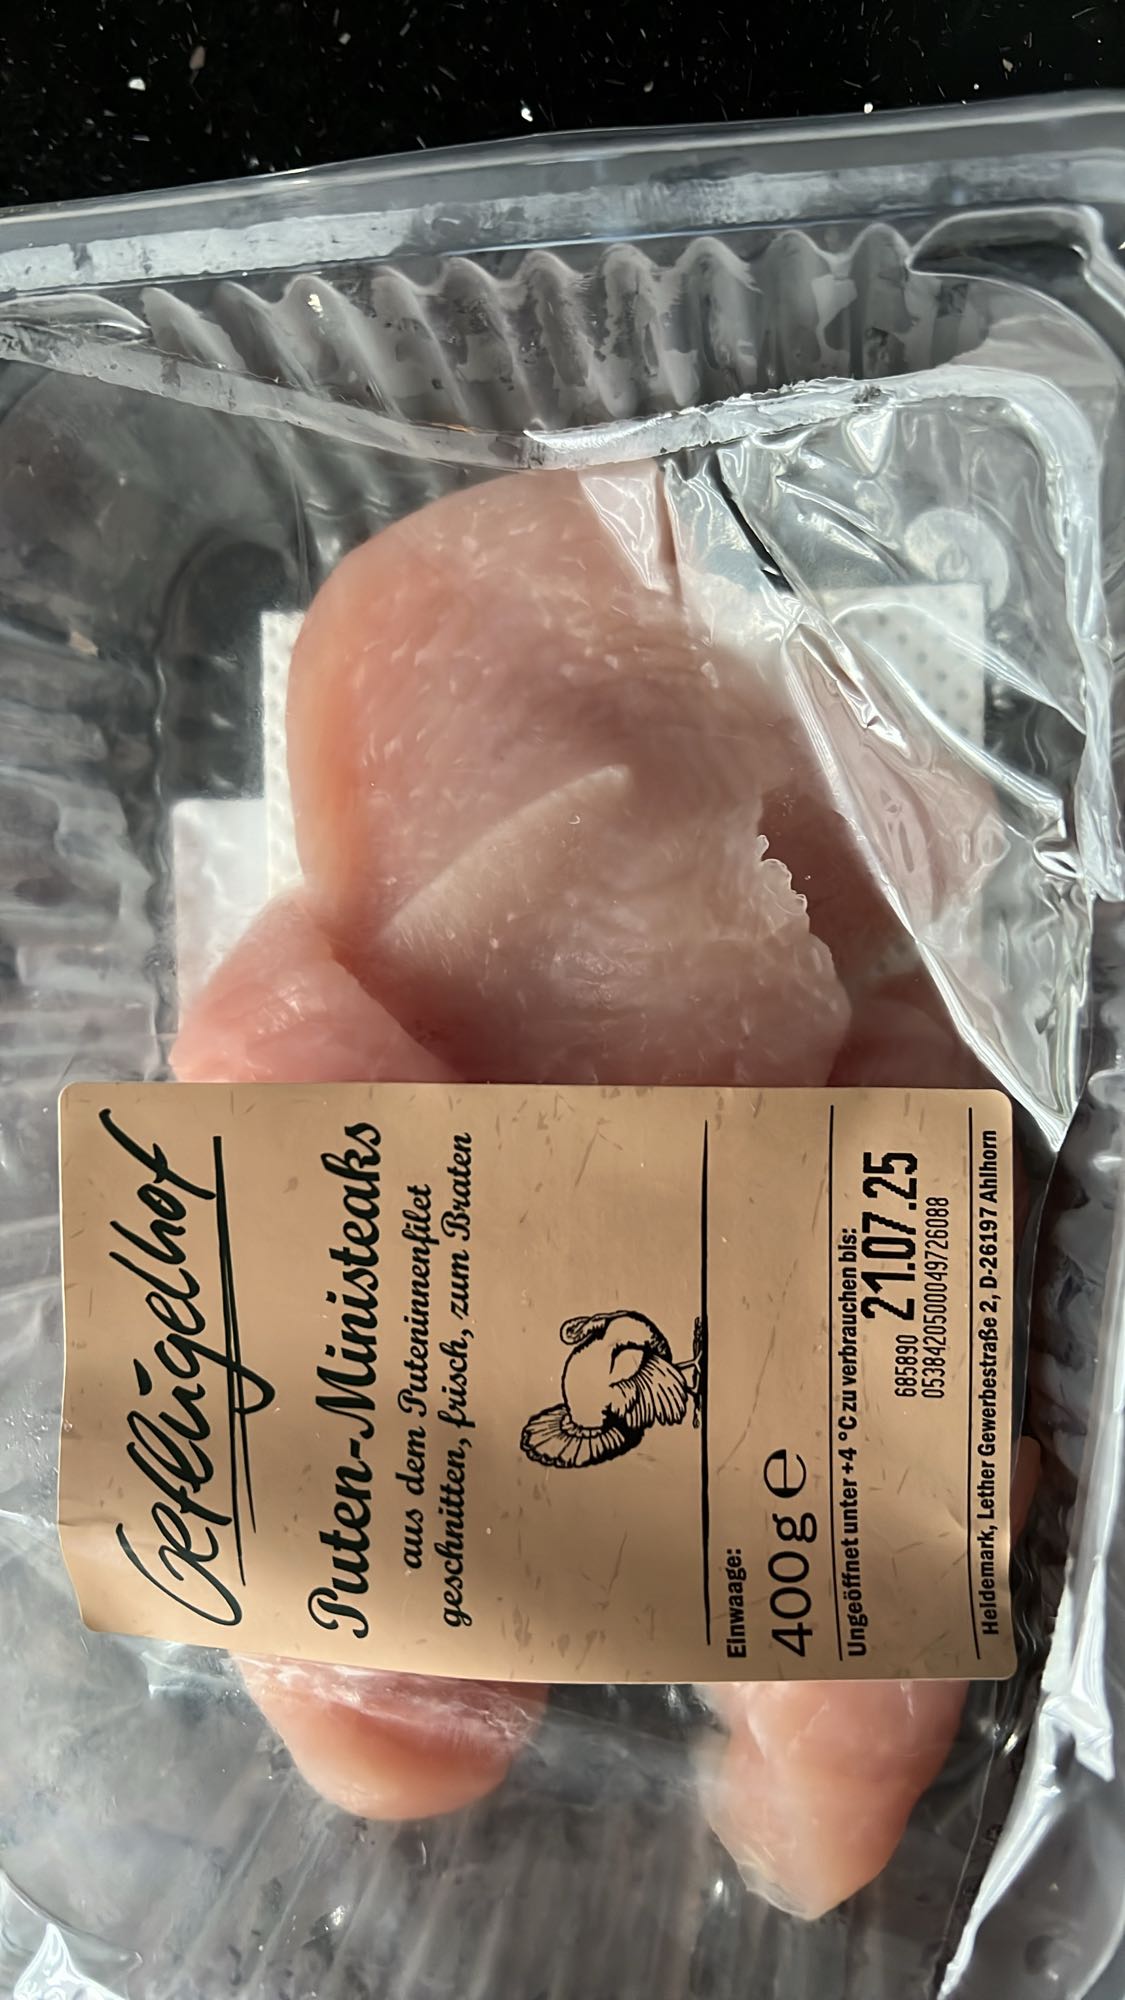 Geflügelhof
Puten-Ministeaks
aus dem Puteninnenfilet
geschnitten, frisch, zum Braten
Einwaage:
400g e
Ungeöffnet unter +4 °C zu verbrauchen bis:
685890 21.07.25
05384205000049726088
Heidemark, Lether Gewerbestraße 2, D-26197 Ahlhorn